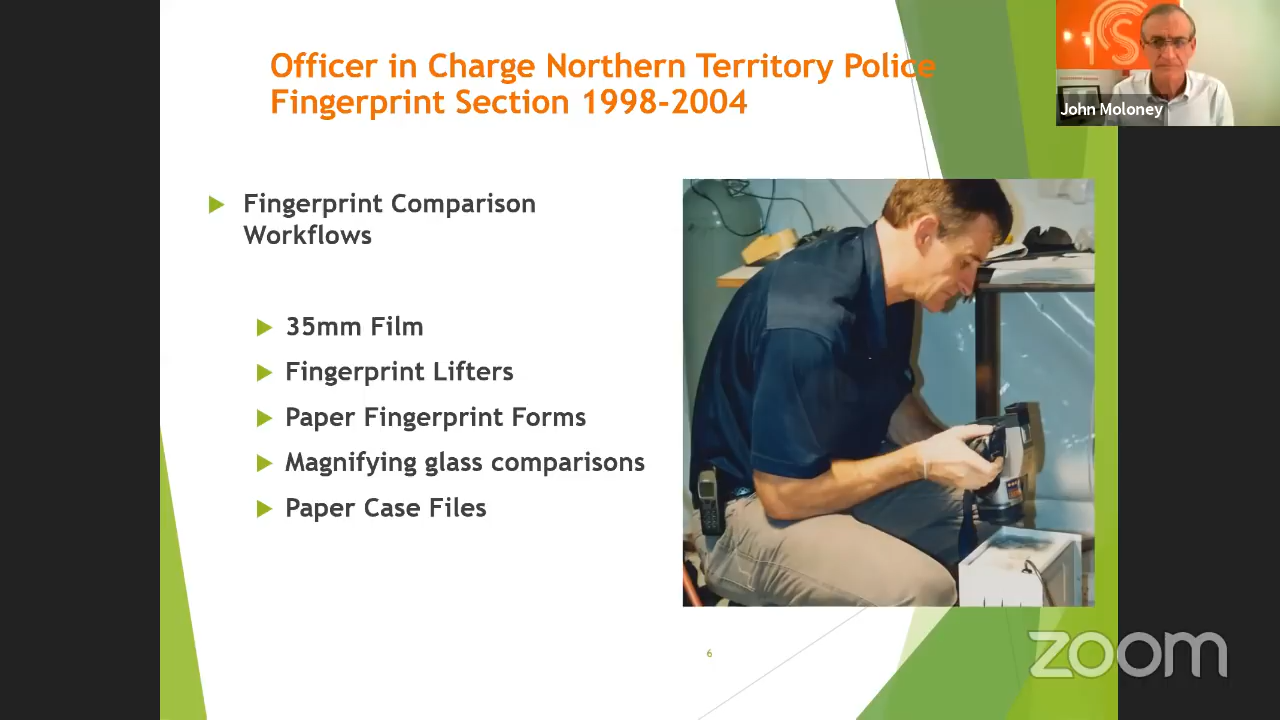 Officer in Charge Northern Territory Police
Fingerprint Section 1998-2004
John Moloney
Fingerprint Comparison
Workflows
35mm Film
Fingerprint Lifters
Paper Fingerprint Forms
Magnifying glass comparisons
Paper Case Files
6
zoom